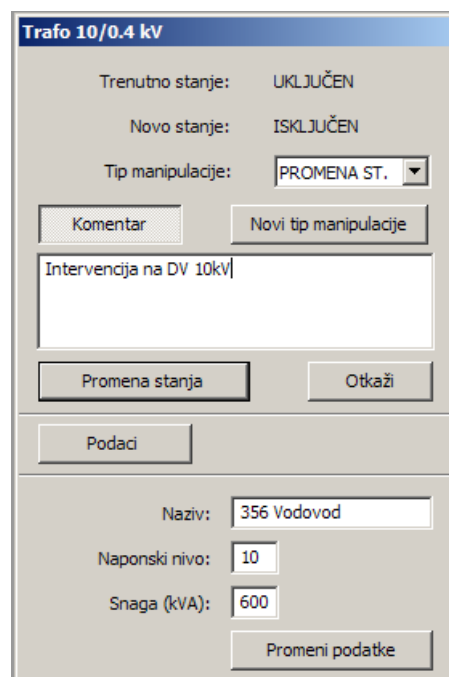 Trafo 10/0.4 kV
Trenutno stanje: UKLJUČEN
Novo stanje: ISKLJUČEN
Tip manipulacije: PROMENA ST.
Komentar Novi tip manipulacije
Intervencija na DV 10kV
Promena stanja Otkaži
Podaci
Naziv: 356 Vodovod
Naponski nivo: 10
Snaga (kVA): 600
Promeni podatke